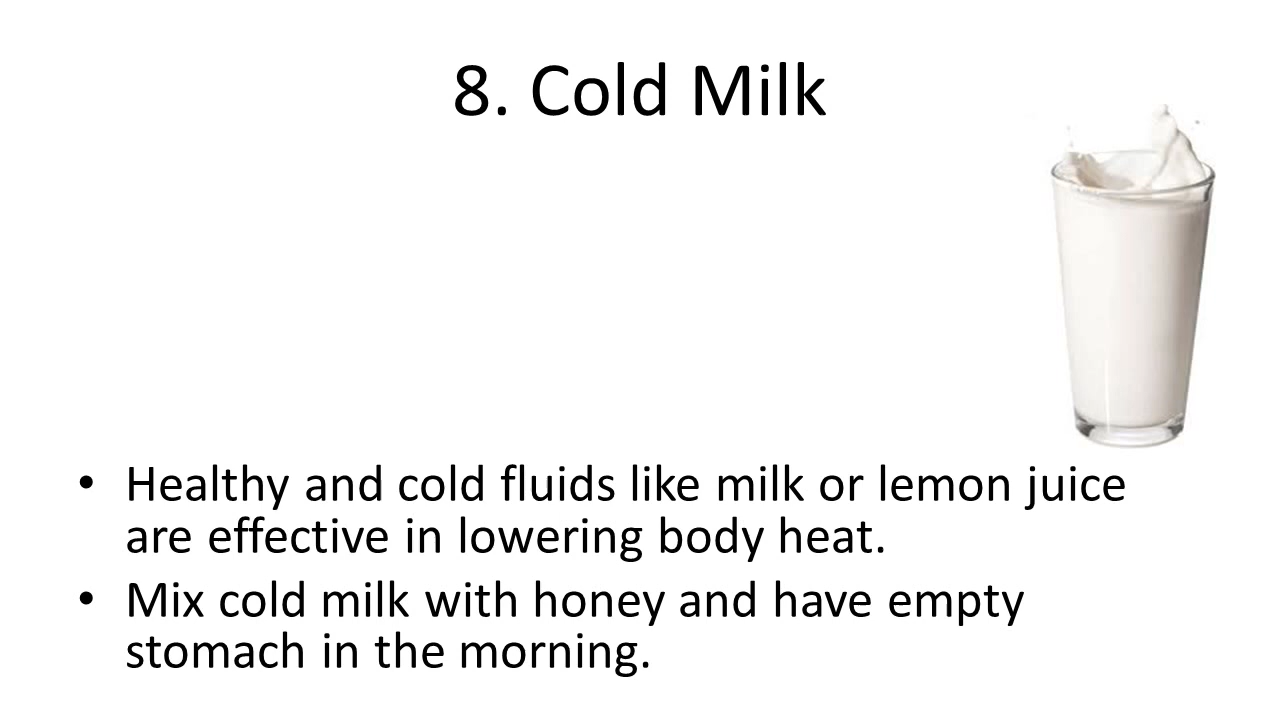 8. Cold Milk
• Healthy and cold fluids like milk or lemon juice
are effective in lowering body heat.
• Mix cold milk with honey and have empty
stomach in the morning.